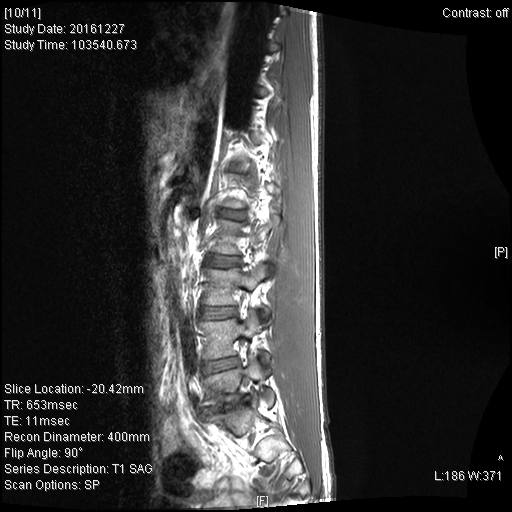 [10/11]
Study Date: 20161227
Study Time: 103540.673
Contrast: off
[P]
Slice Location: -20.42mm
TR: 653msec
TE: 11msec
Recon Dinameter: 400mm
Flip Angle: 90°
Series Description: T1 SAG
Scan Options: SP
A
L:186 W:371
[F]